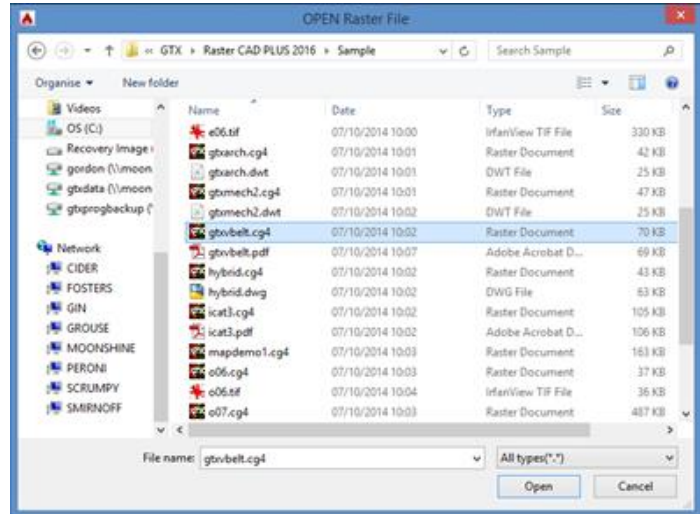 OPEN Raster File
« GTX › Raster CAD PLUS 2016 › Sample
Search Sample
Organise
New folder
Videos
OS (C:)
Recovery Image
gordon (\\moon
gtxdata (\\moon
gtxprogbackup (
Network
CIDER
FOSTERS
GIN
GROUSE
MOONSHINE
PERONI
SCRUMPY
SMIRNOFF
Name Date Type Size
e06.tif 07/10/2014 10:00 IrfanView TIF File 330 KB
gtxarch.cg4 07/10/2014 10:01 Raster Document 42 KB
gtxarch.dwt 07/10/2014 10:01 DWT File 25 KB
gtxmech2.cg4 07/10/2014 10:01 Raster Document 47 KB
gtxmech2.dwt 07/10/2014 10:02 DWT File 25 KB
gtxvbelt.cg4 07/10/2014 10:02 Raster Document 70 KB
gtxvbelt.pdf 07/10/2014 10:07 Adobe Acrobat D... 69 KB
hybrid.cg4 07/10/2014 10:02 Raster Document 43 KB
hybrid.dwg 07/10/2014 10:02 DWG File 63 KB
icat3.cg4 07/10/2014 10:02 Raster Document 105 KB
icat3.pdf 07/10/2014 10:02 Adobe Acrobat D... 106 KB
mapdemo1.cg4 07/10/2014 10:03 Raster Document 163 KB
o06.cg4 07/10/2014 10:03 Raster Document 37 KB
o06.tif 07/10/2014 10:04 IrfanView TIF File 36 KB
o07.cg4 07/10/2014 10:03 Raster Document 487 KB
File name: gtxvbelt.cg4
All types(*.*)
Open Cancel